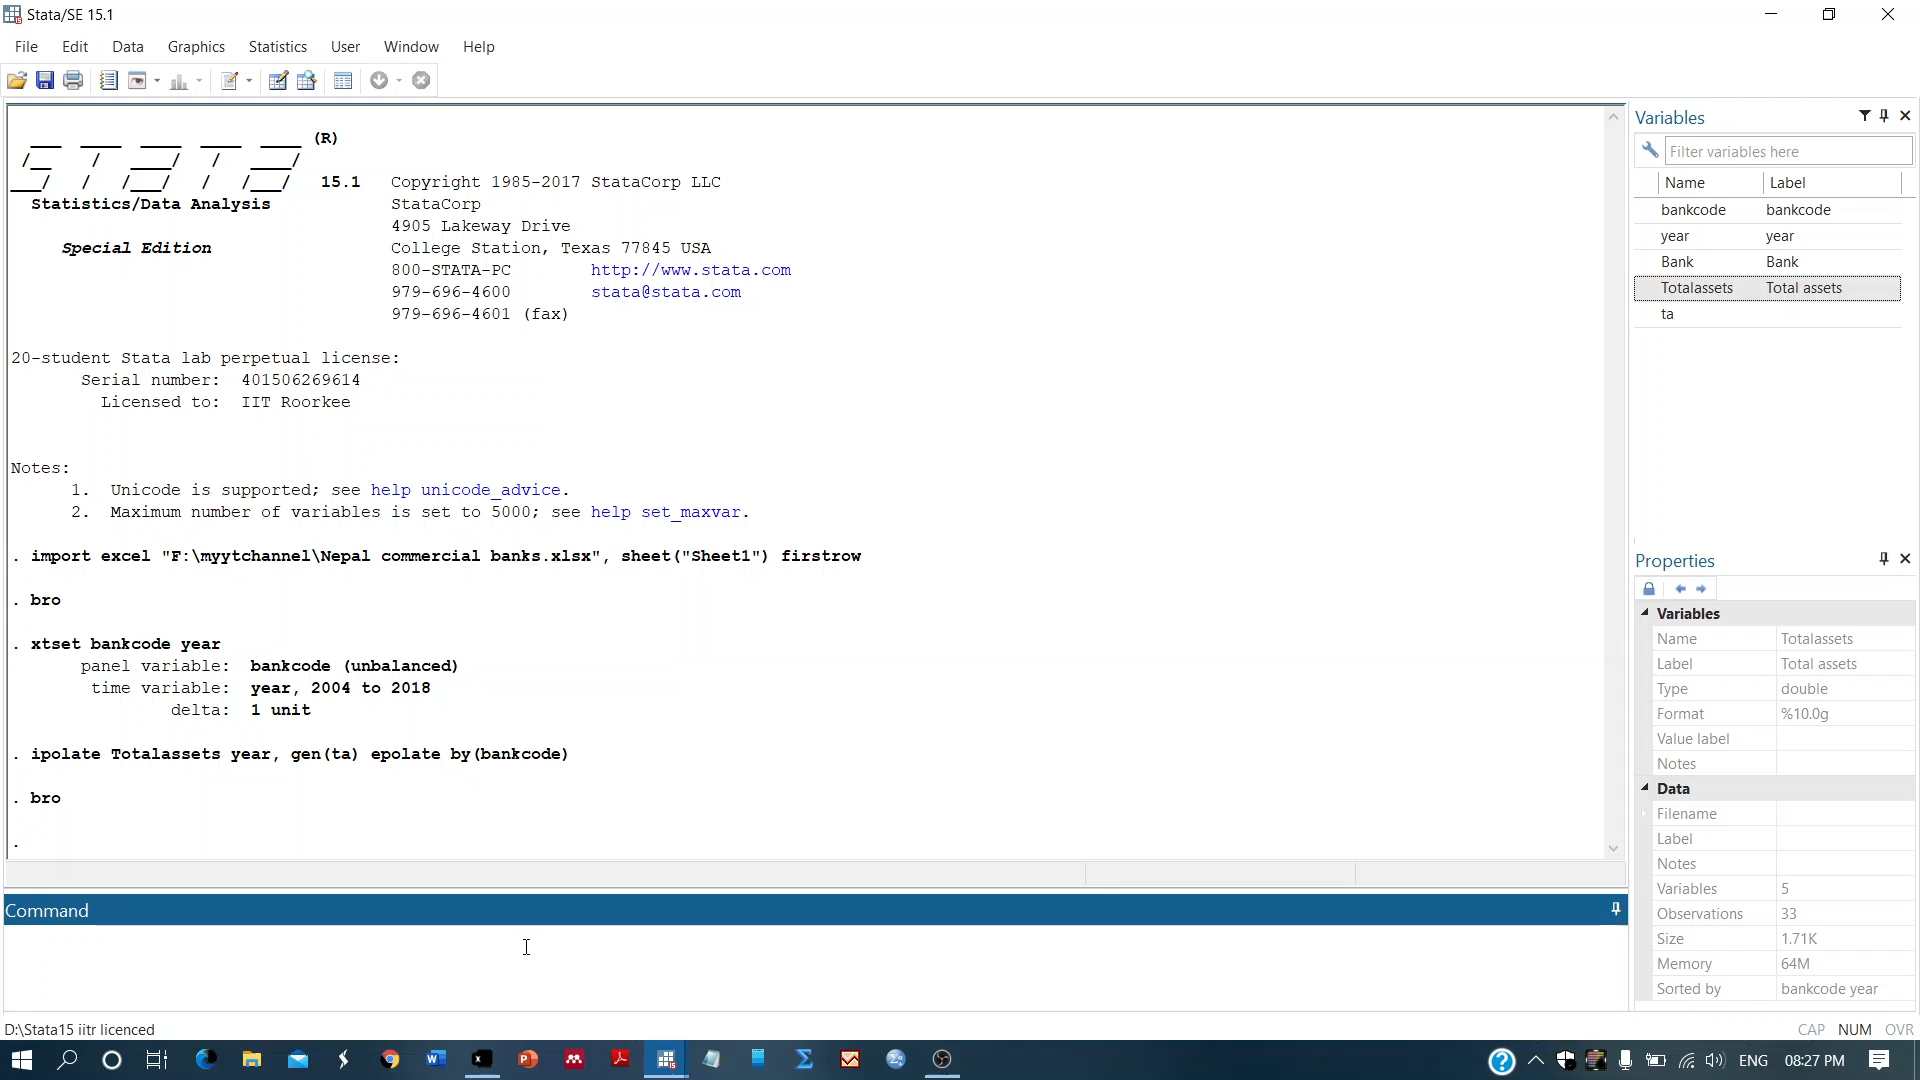 Stata/SE 15.1
File Edit Data Graphics Statistics User Window Help
(R)
15.1 Copyright 1985-2017 StataCorp LLC
Statistics/Data Analysis StataCorp
4905 Lakeway Drive
Special Edition College Station, Texas 77845 USA
800-STATA-PC http://www.stata.com
979-696-4600 stata@stata.com
979-696-4601 (fax)
20-student Stata lab perpetual license:
Serial number: 401506269614
Licensed to: IIT Roorkee
Notes:
1. Unicode is supported; see help unicode_advice.
2. Maximum number of variables is set to 5000; see help set_maxvar.
. import excel "F:\myytchannel\Nepal commercial banks.xlsx", sheet("Sheet1") firstrow
. bro
. xtset bankcode year
panel variable: bankcode (unbalanced)
time variable: year, 2004 to 2018
delta: 1 unit
. ipolate Totalassets year, gen(ta) epolate by(bankcode)
. bro
.
Command
D:\Stata15 iitr licenced
Variables
Filter variables here
Name Label
bankcode bankcode
year year
Bank Bank
Totalassets Total assets
ta
Properties
Variables
Name Totalassets
Label Total assets
Type double
Format %10.0g
Value label
Notes
Data
Filename
Label
Notes
Variables 5
Observations 33
Size 1.71K
Memory 64M
Sorted by bankcode year
CAP NUM OVR
ENG 08:27 PM